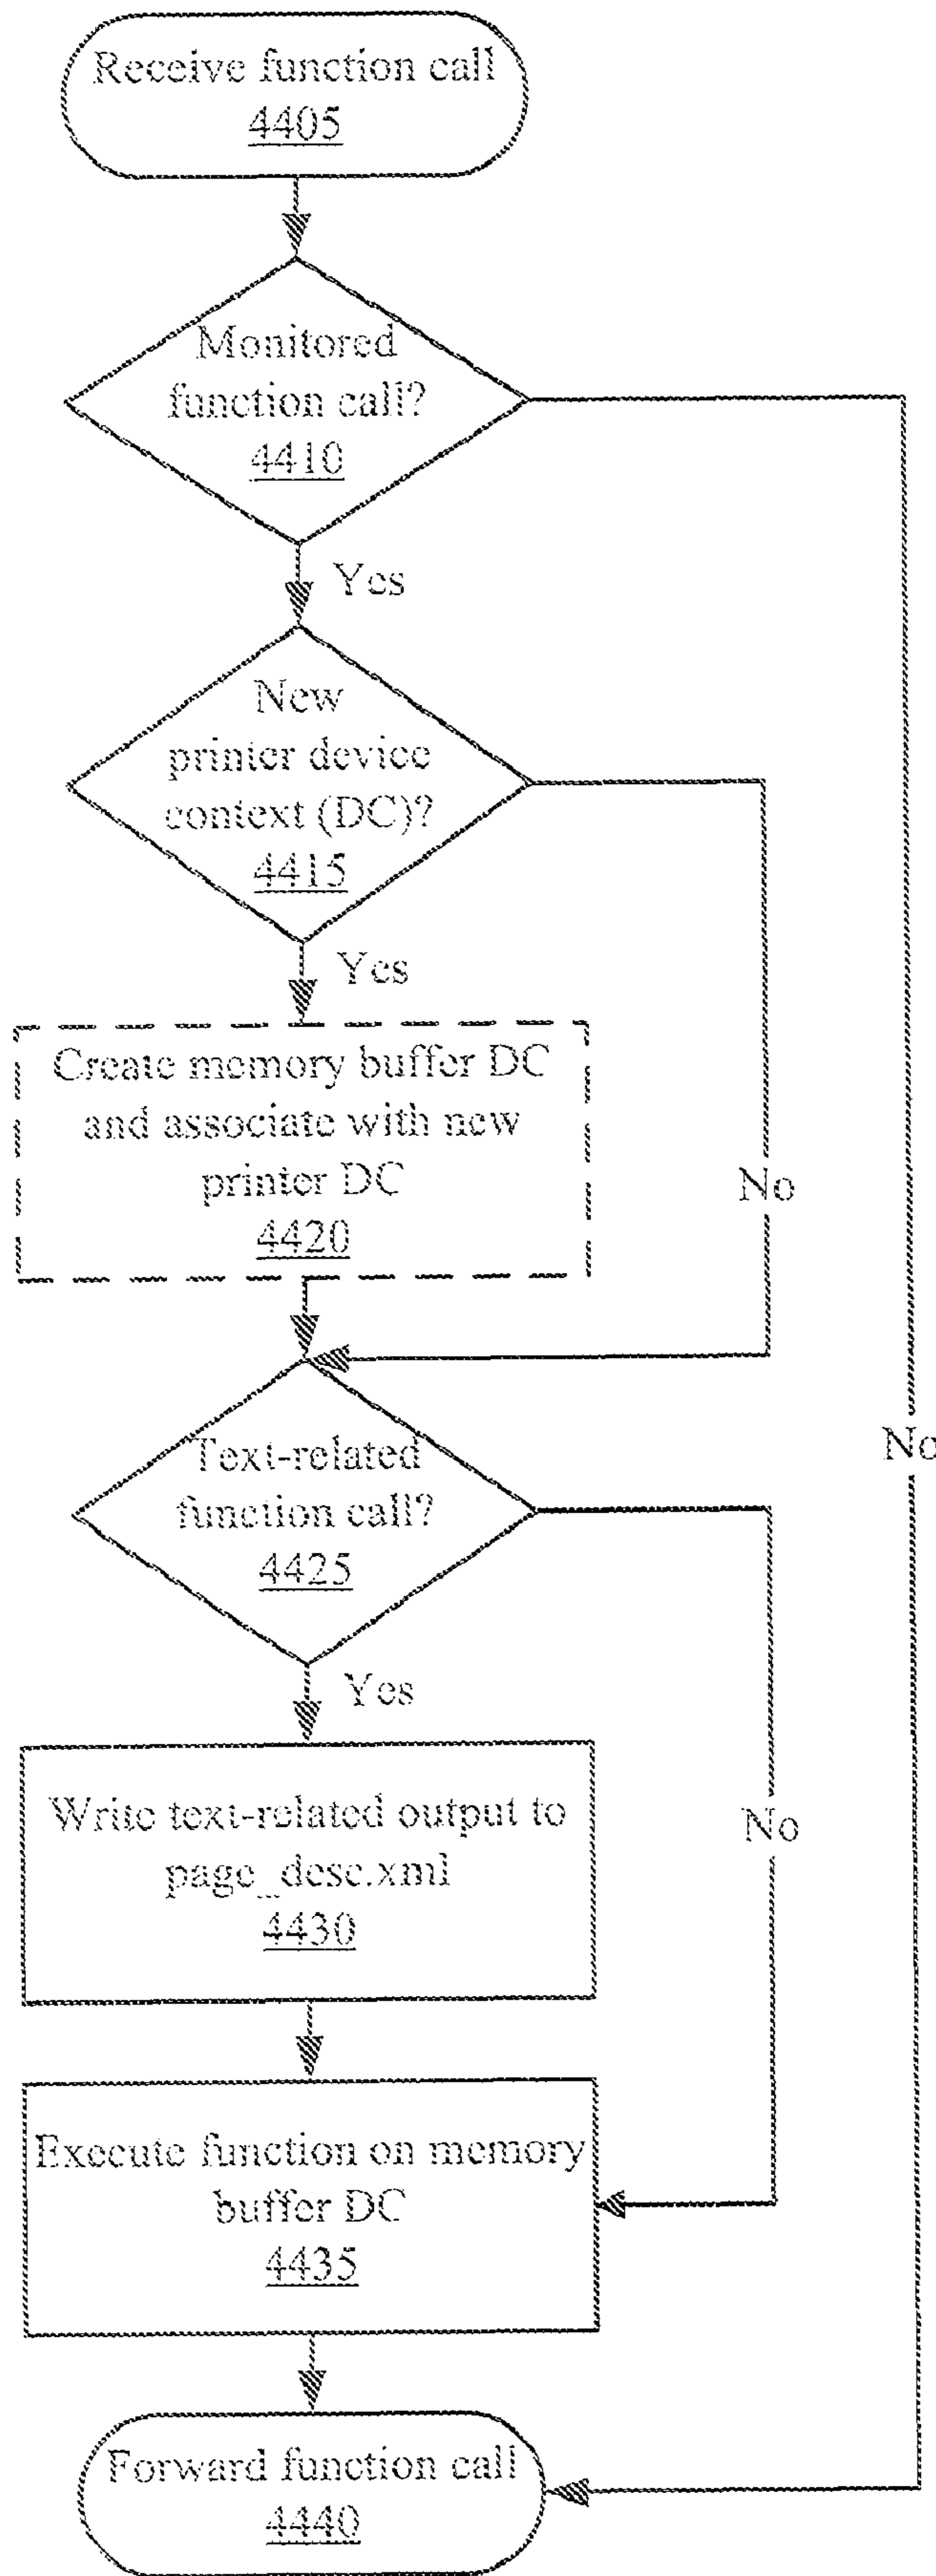 Receive function call
4405
Monitored
function call?
4410
Yes
New
printer device
context (DC)?
4415
Yes
Create memory buffer DC
and associate with new
printer DC
4420
No
Text-related
function call?
4425
No
Yes
Write text-related output to
page_desc.xml
4430
No
Execute function on memory
buffer DC
4435
Forward function call
4440